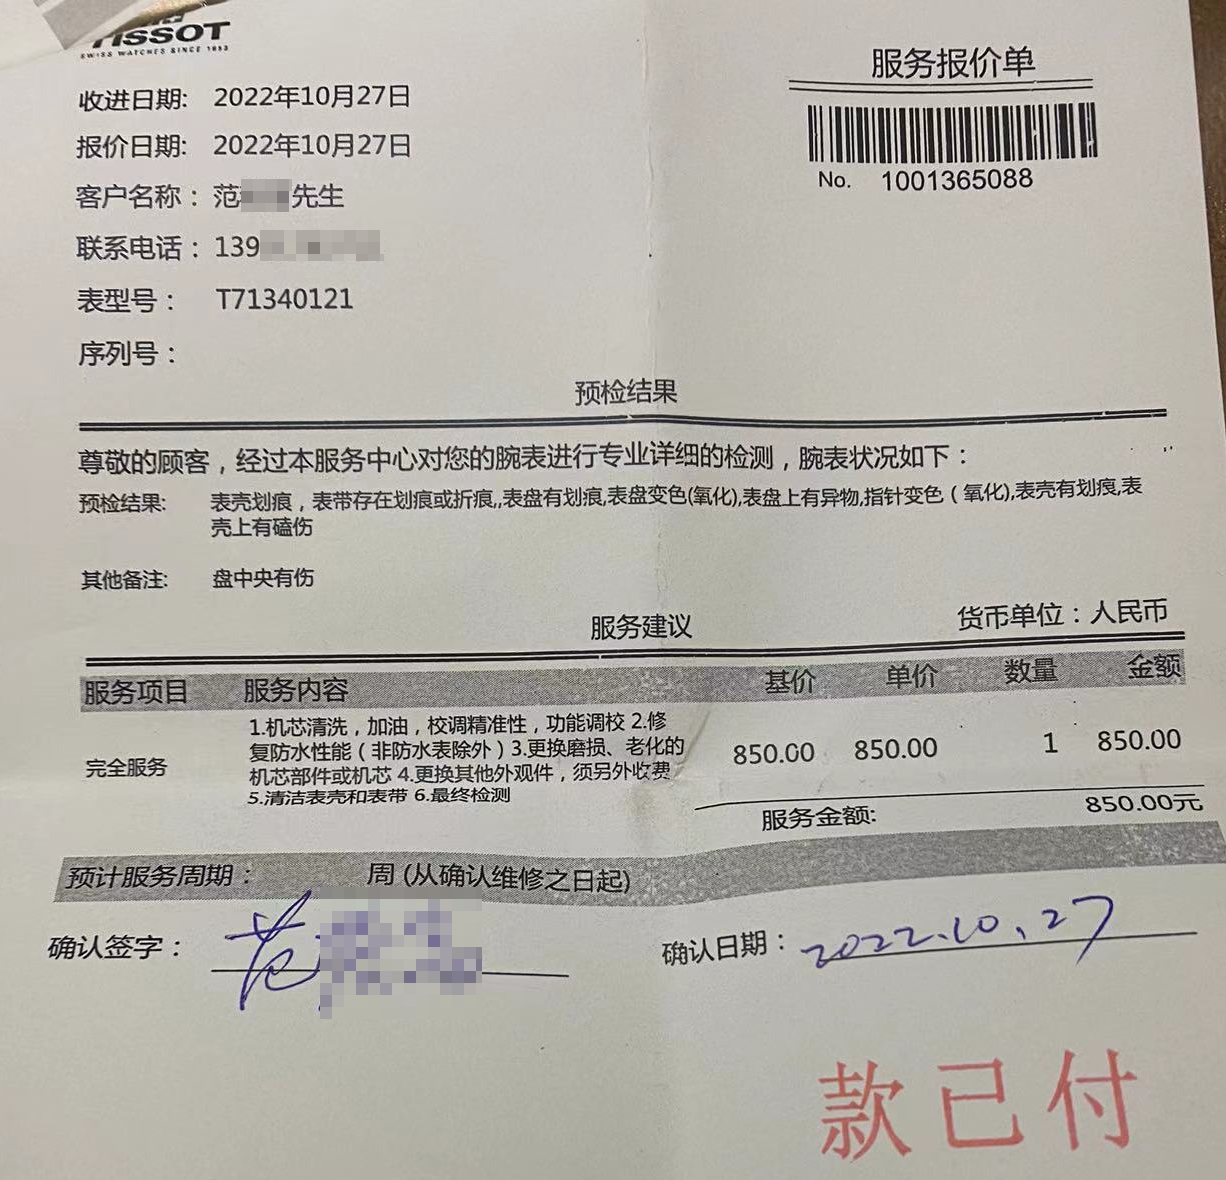 TISSOT
SWISS WATCHES SINCE 1853
服务报价单
收进日期: 2022年10月27日
报价日期: 2022年10月27日
No. 1001365088
客户名称： 范 先生
联系电话： 139
表型号： T71340121
序列号：
预检结果
尊敬的顾客，经过本服务中心对您的腕表进行专业详细的检测，腕表状况如下：
预检结果: 表壳划痕，表带存在划痕或折痕,,表盘有划痕,表盘变色(氧化),表盘上有异物,指针变色（氧化),表壳有划痕,表
壳上有磕伤
其他备注: 盘中央有伤
服务建议 货币单位：人民币
服务项目 服务内容 基价 单价 数量 金额
1.机芯清洗，加油，校调精准性，功能调校 2.修
复防水性能（非防水表除外）3.更换磨损、老化的
完全服务 850.00 850.00 1 850.00
机芯部件或机芯 4.更换其他外观件，须另外收费
5.清洁表壳和表带 6.最终检测
服务金额: 850.00元
预计服务周期： 周 (从确认维修之日起)
确认签字： 范
确认日期： 2022.10.27
款已付